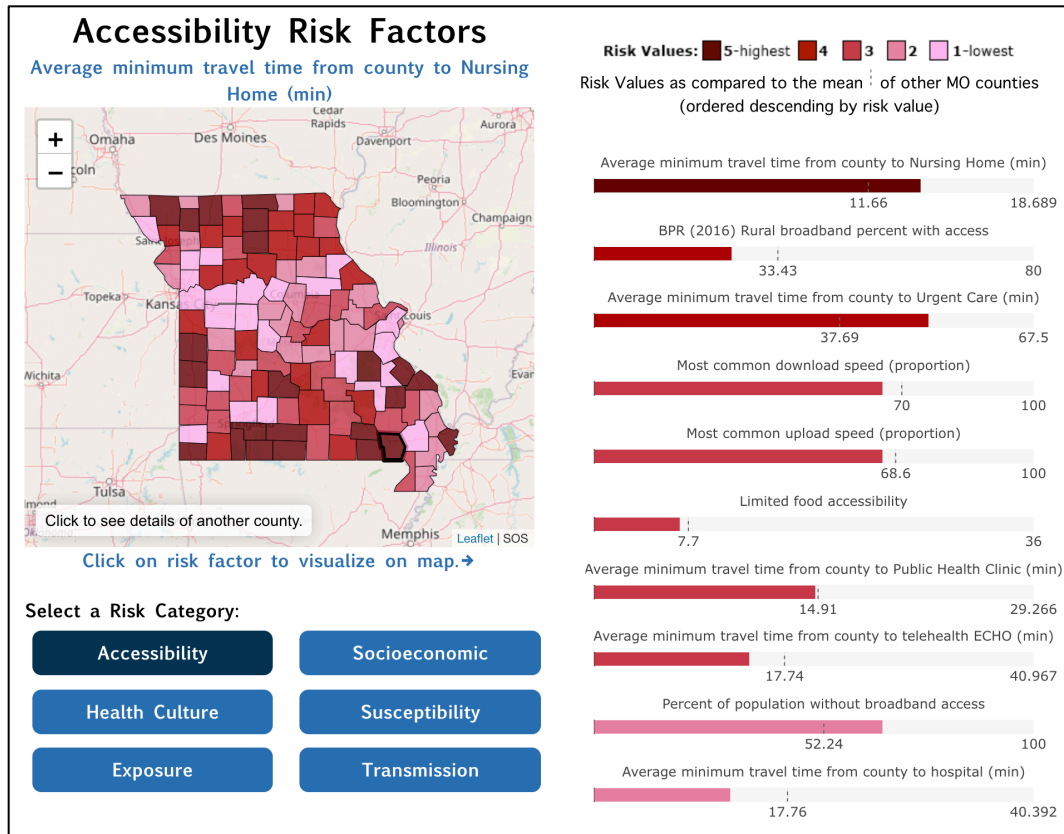 Accessibility Risk Factors
Average minimum travel time from county to Nursing
Home (min)
+
−
Omaha
Des Moines
Cedar
Rapids
Davenport
Aurora
coln
Peoria
Bloomington
Champaign
Illinois
Saint Joseph
Topeka
Kansas City
Columbia
Saint Louis
Wichita
Evan
Springfield
Tulsa
Memphis
Click to see details of another county.
Leaflet | SOS
Click on risk factor to visualize on map.➔
Select a Risk Category:
Accessibility
Socioeconomic
Health Culture
Susceptibility
Exposure
Transmission
Risk Values: 5-highest 4 3 2 1-lowest
Risk Values as compared to the mean of other MO counties
(ordered descending by risk value)
Average minimum travel time from county to Nursing Home (min)
11.66 18.689
BPR (2016) Rural broadband percent with access
33.43 80
Average minimum travel time from county to Urgent Care (min)
37.69 67.5
Most common download speed (proportion)
70 100
Most common upload speed (proportion)
68.6 100
Limited food accessibility
7.7 36
Average minimum travel time from county to Public Health Clinic (min)
14.91 29.266
Average minimum travel time from county to telehealth ECHO (min)
17.74 40.967
Percent of population without broadband access
52.24 100
Average minimum travel time from county to hospital (min)
17.76 40.392